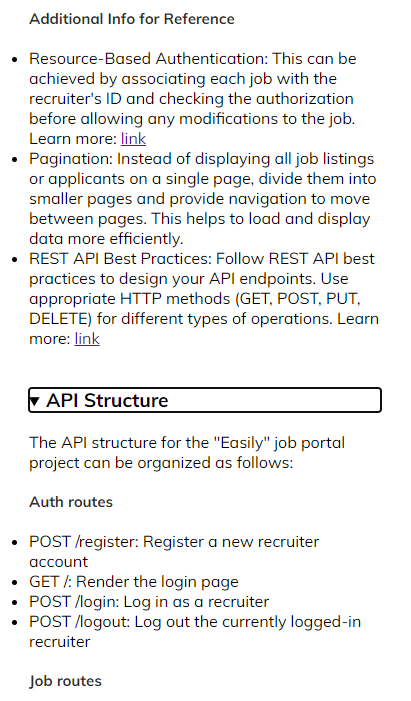 Additional Info for Reference
Resource-Based Authentication: This can be
achieved by associating each job with the
recruiter's ID and checking the authorization
before allowing any modifications to the job.
Learn more: link
Pagination: Instead of displaying all job listings
or applicants on a single page, divide them into
smaller pages and provide navigation to move
between pages. This helps to load and display
data more efficiently.
REST API Best Practices: Follow REST API best
practices to design your API endpoints. Use
appropriate HTTP methods (GET, POST, PUT,
DELETE) for different types of operations. Learn
more: link
API Structure
The API structure for the "Easily" job portal
project can be organized as follows:
Auth routes
POST /register: Register a new recruiter
account
GET /: Render the login page
POST /login: Log in as a recruiter
POST /logout: Log out the currently logged-in
recruiter
Job routes